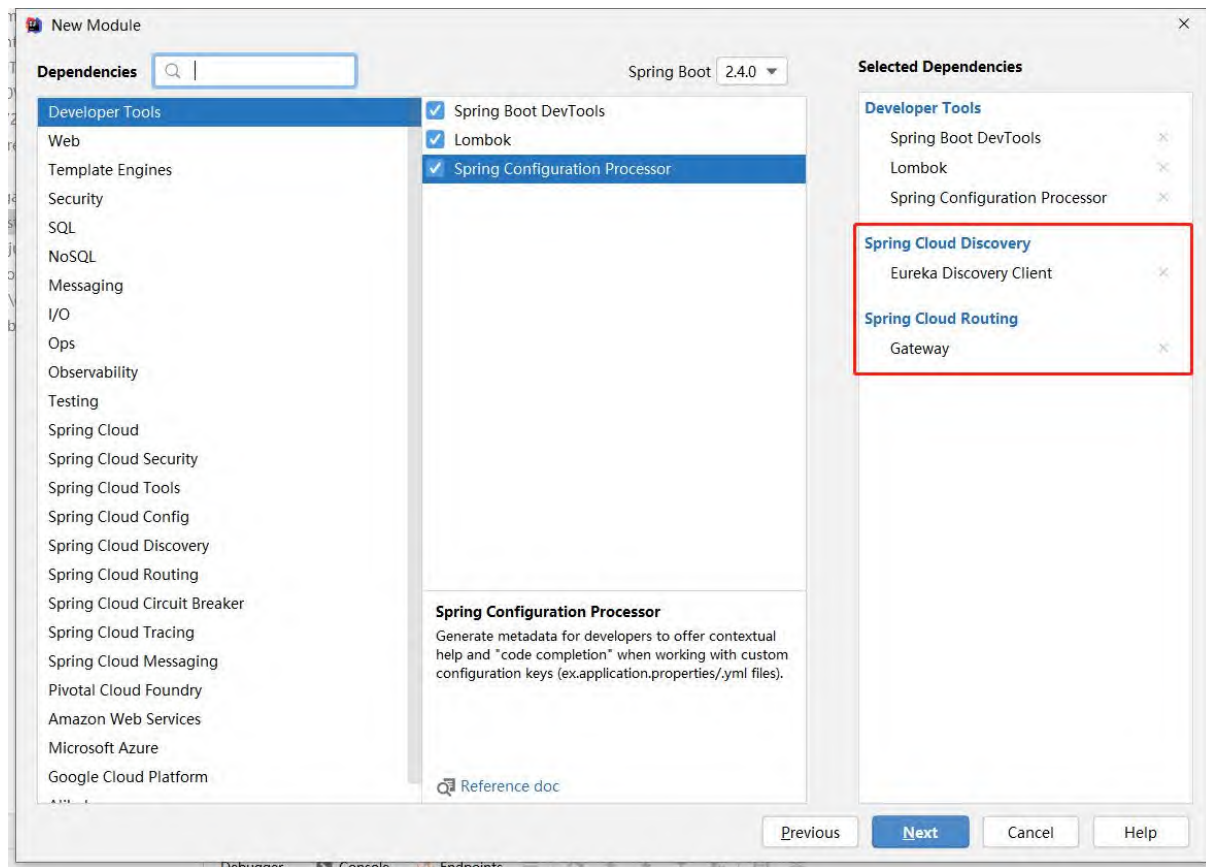 New Module
Dependencies
Spring Boot 2.4.0
Selected Dependencies
Developer Tools
Web
Template Engines
Security
SQL
NoSQL
Messaging
I/O
Ops
Observability
Testing
Spring Cloud
Spring Cloud Security
Spring Cloud Tools
Spring Cloud Config
Spring Cloud Discovery
Spring Cloud Routing
Spring Cloud Circuit Breaker
Spring Cloud Tracing
Spring Cloud Messaging
Pivotal Cloud Foundry
Amazon Web Services
Microsoft Azure
Google Cloud Platform
Spring Boot DevTools
Lombok
Spring Configuration Processor
Spring Configuration Processor
Generate metadata for developers to offer contextual
help and "code completion" when working with custom
configuration keys (ex.application.properties/.yml files).
Reference doc
Developer Tools
Spring Boot DevTools
Lombok
Spring Configuration Processor
Spring Cloud Discovery
Eureka Discovery Client
Spring Cloud Routing
Gateway
Previous
Next
Cancel
Help
Debugger Console Endpoints